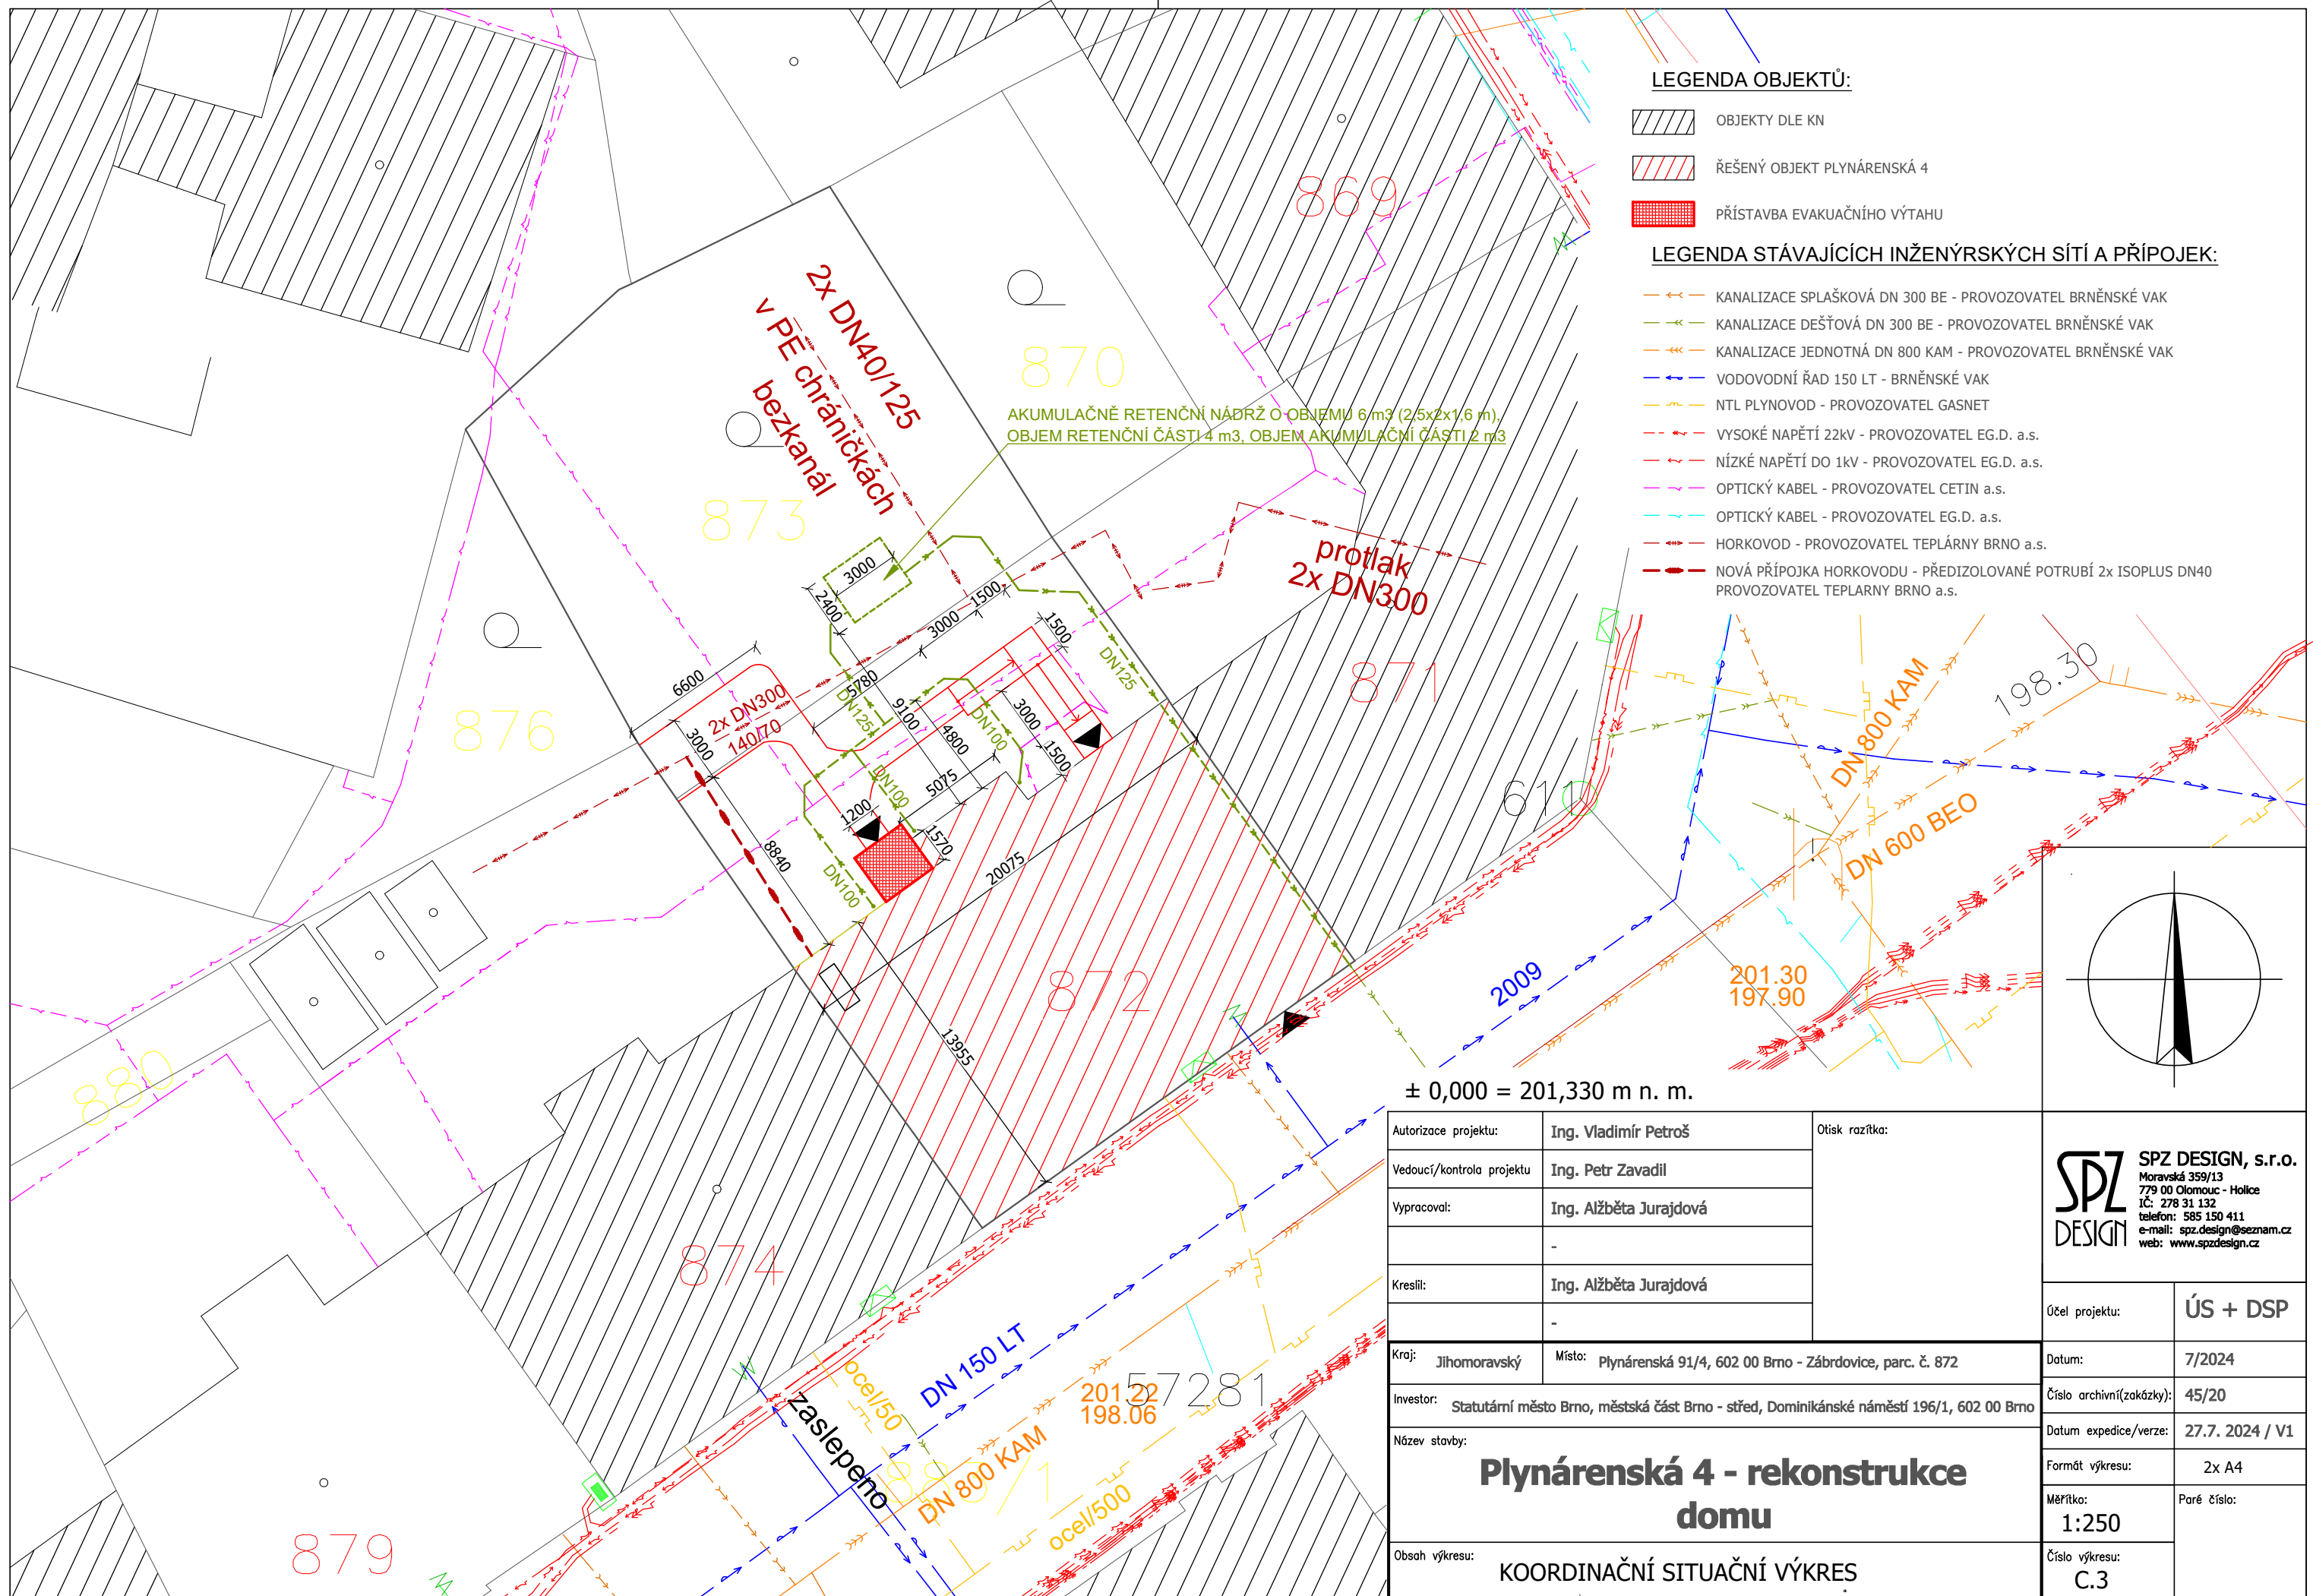 LEGENDA OBJEKTŮ:
OBJEKTY DLE KN
ŘEŠENÝ OBJEKT PLYNÁRENSKÁ 4
PŘÍSTAVBA EVAKUAČNÍHO VÝTAHU
LEGENDA STÁVAJÍCÍCH INŽENÝRSKÝCH SÍTÍ A PŘÍPOJEK:
KANALIZACE SPLAŠKOVÁ DN 300 BE - PROVOZOVATEL BRNĚNSKÉ VAK
KANALIZACE DEŠŤOVÁ DN 300 BE - PROVOZOVATEL BRNĚNSKÉ VAK
KANALIZACE JEDNOTNÁ DN 800 KAM - PROVOZOVATEL BRNĚNSKÉ VAK
VODOVODNÍ ŘAD 150 LT - BRNĚNSKÉ VAK
NTL PLYNOVOD - PROVOZOVATEL GASNET
VYSOKÉ NAPĚTÍ 22kV - PROVOZOVATEL EG.D. a.s.
NÍZKÉ NAPĚTÍ DO 1kV - PROVOZOVATEL EG.D. a.s.
OPTICKÝ KABEL - PROVOZOVATEL CETIN a.s.
OPTICKÝ KABEL - PROVOZOVATEL EG.D. a.s.
HORKOVOD - PROVOZOVATEL TEPLÁRNY BRNO a.s.
NOVÁ PŘÍPOJKA HORKOVODU - PŘEDIZOLOVANÉ POTRUBÍ 2x ISOPLUS DN40
PROVOZOVATEL TEPLARNY BRNO a.s.
869
2x DN40/125
v PE chráničkách
bezkanál
870
AKUMULAČNĚ RETENČNÍ NÁDRŽ O OBJEMU 6 m3 (2,5x2x1,6 m),
OBJEM RETENČNÍ ČÁSTI 4 m3, OBJEM AKUMULAČNÍ ČÁSTI 2 m3
873
protlak
2x DN300
3000
2400
1500
3000
1500
DN125
6600
5780
2x DN300
140/70
DN125
9100
3000
3000
DN100
4800
1500
5075
DN100
1200
1570
8840
DN100
20075
13955
871
876
872
880
874
879
611
198.30
DN 800 KAM
DN 600 BEO
201.30
197.90
2009
DN 150 LT
ocel/50
zaslepeno
201.22
198.06
57281
DN 800 KAM
ocel/500
± 0,000 = 201,330 m n. m.
Autorizace projektu:
Ing. Vladimír Petroš
Otisk razítka:
Vedoucí/kontrola projektu
Ing. Petr Zavadil
Vypracoval:
Ing. Alžběta Jurajdová
-
Kreslil:
Ing. Alžběta Jurajdová
-
SPZ
DESIGN
SPZ DESIGN, s.r.o.
Moravská 359/13
779 00 Olomouc - Holice
IČ: 278 31 132
telefon: 585 150 411
e-mail: spz.design@seznam.cz
web: www.spzdesign.cz
Účel projektu:
ÚS + DSP
Kraj:
Jihomoravský
Místo:
Plynárenská 91/4, 602 00 Brno - Zábrdovice, parc. č. 872
Datum:
7/2024
Investor:
Statutární město Brno, městská část Brno - střed, Dominikánské náměstí 196/1, 602 00 Brno
Číslo archivní(zakázky):
45/20
Název stavby:
Plynárenská 4 - rekonstrukce
domu
Datum expedice/verze:
27.7. 2024 / V1
Formát výkresu:
2x A4
Měřítko:
1:250
Paré číslo:
Obsah výkresu:
KOORDINAČNÍ SITUAČNÍ VÝKRES
Číslo výkresu:
C.3